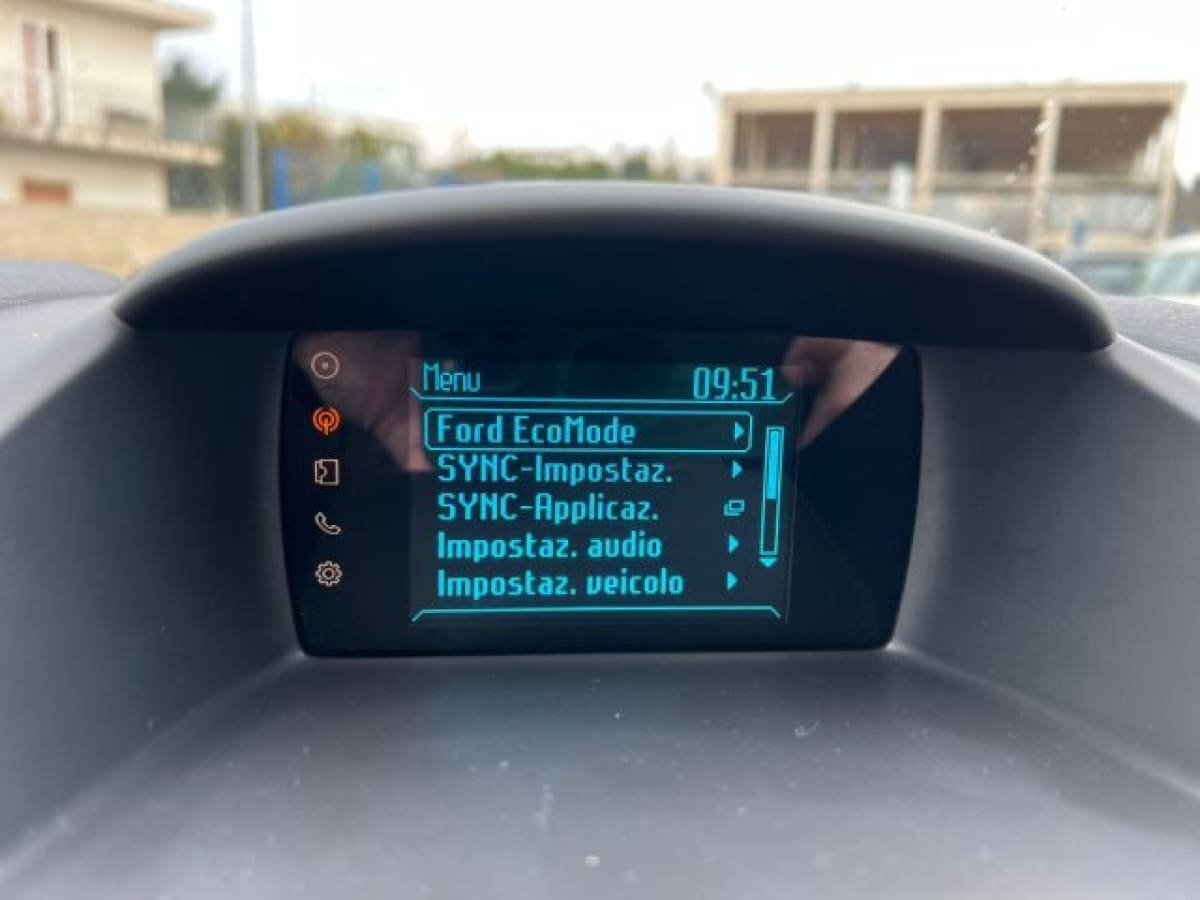 Menu 09:51
Ford EcoMode
SYNC-Impostaz.
SYNC-Applicaz.
Impostaz. audio
Impostaz. veicolo